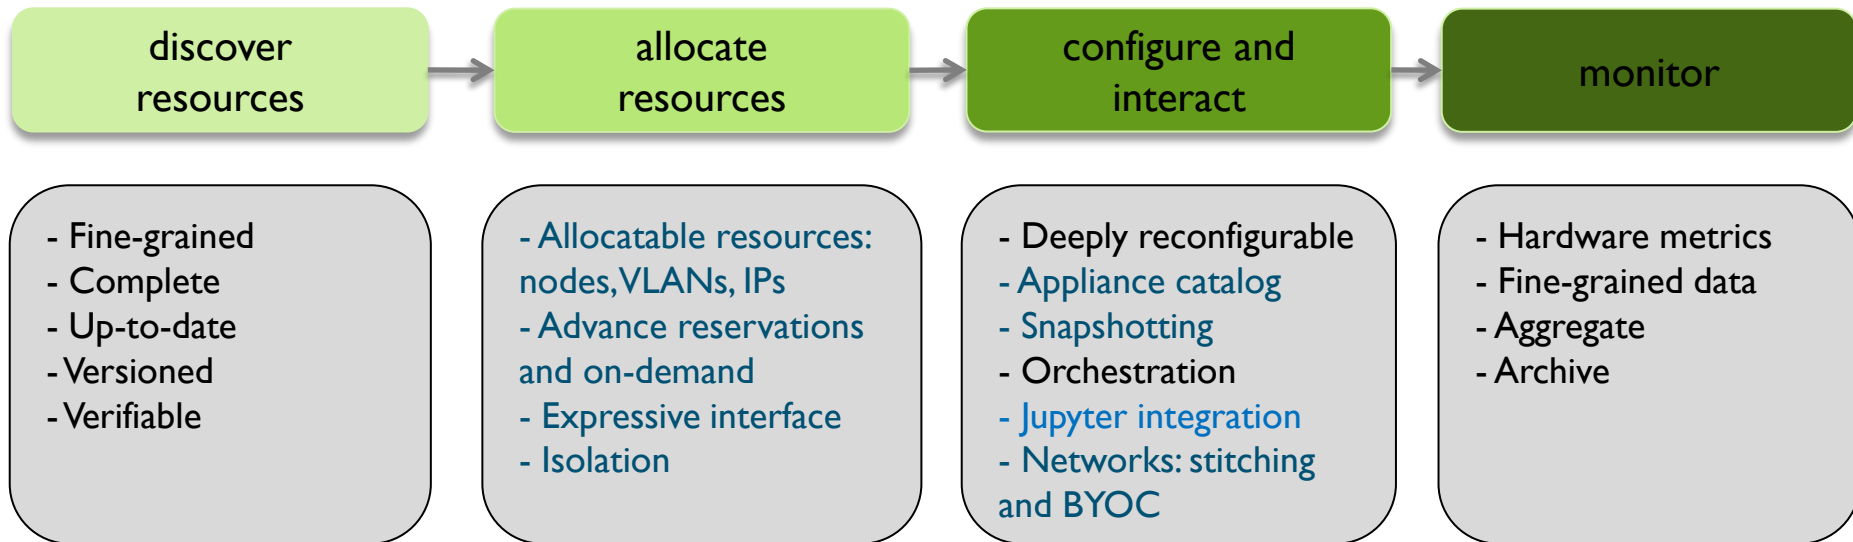 discover
resources
allocate
resources
configure and
interact
monitor
- Fine-grained
- Complete
- Up-to-date
- Versioned
- Verifiable
- Allocatable resources:
nodes, VLANs, IPs
- Advance reservations
and on-demand
- Expressive interface
- Isolation
- Deeply reconfigurable
- Appliance catalog
- Snapshotting
- Orchestration
- Jupyter integration
- Networks: stitching
and BYOC
- Hardware metrics
- Fine-grained data
- Aggregate
- Archive